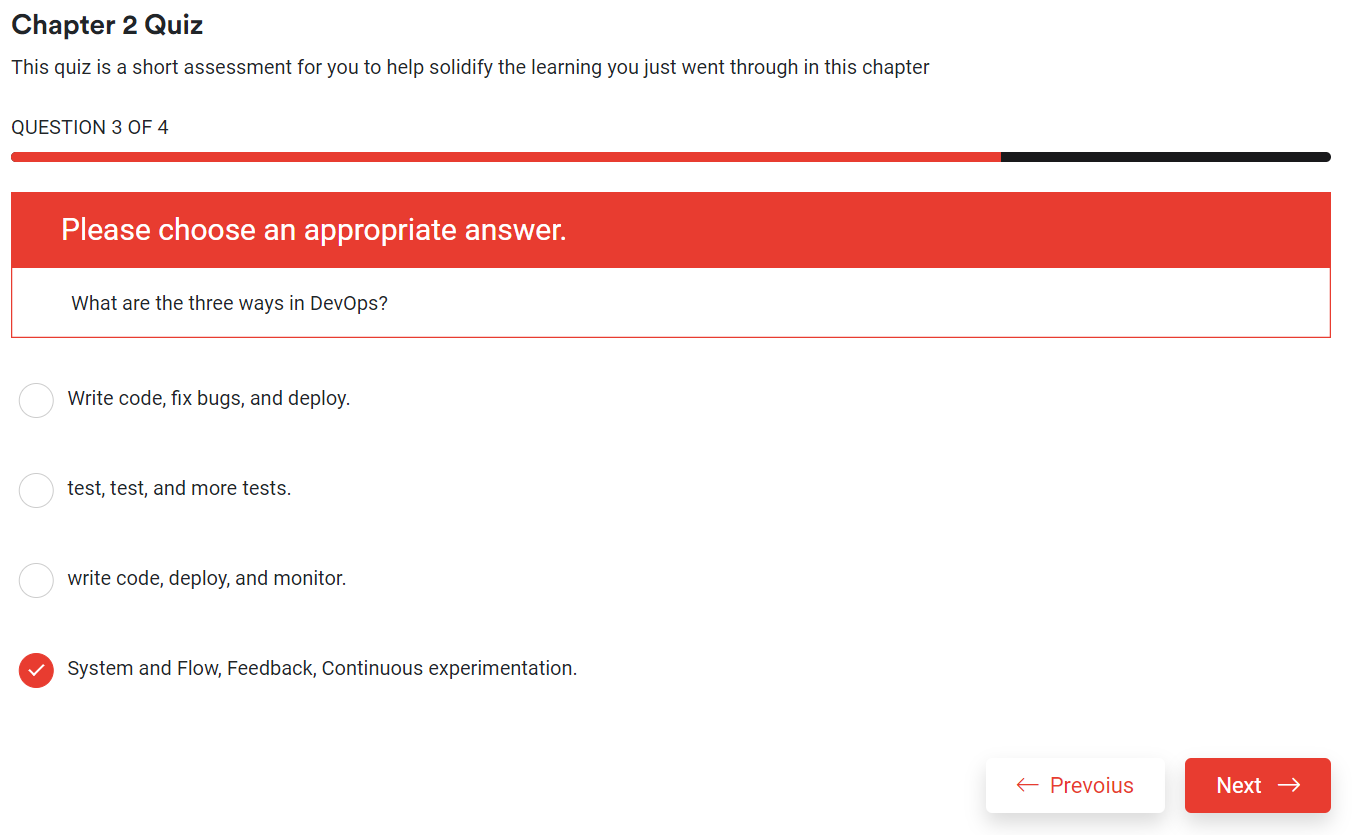 Chapter 2 Quiz
This quiz is a short assessment for you to help solidify the learning you just went through in this chapter
QUESTION 3 OF 4
Please choose an appropriate answer.
What are the three ways in DevOps?
Write code, fix bugs, and deploy.
test, test, and more tests.
write code, deploy, and monitor.
System and Flow, Feedback, Continuous experimentation.
Prevoius
Next